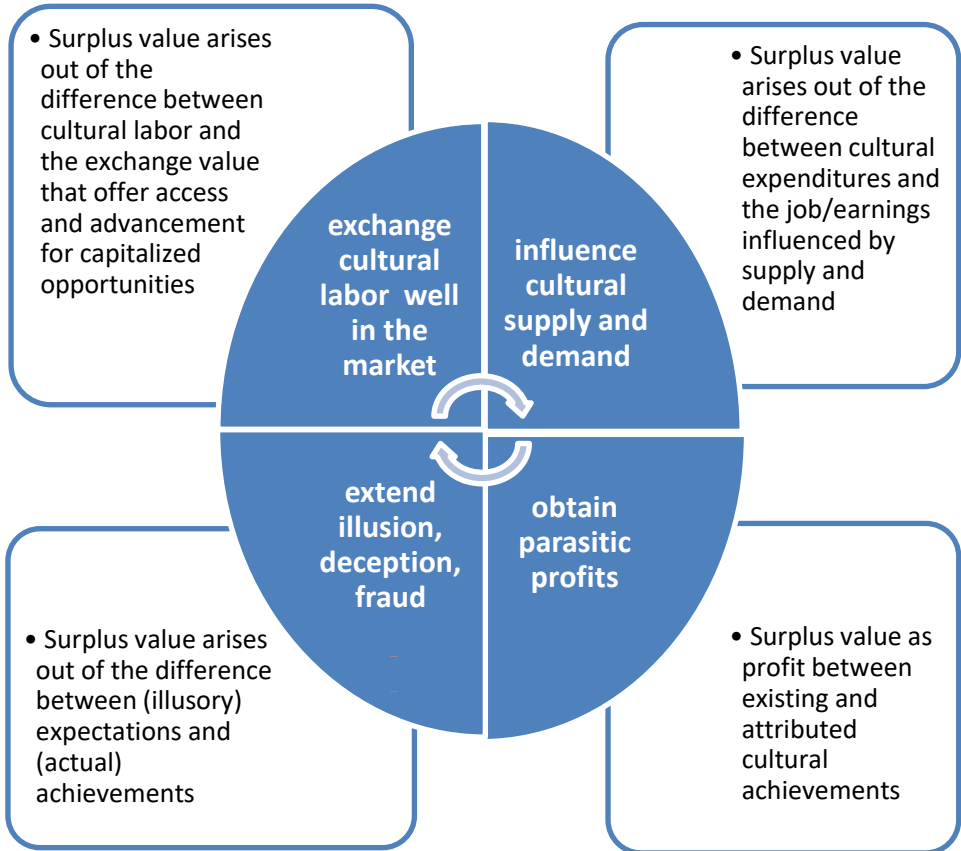 • Surplus value arises
out of the
difference between
cultural labor and
the exchange value
that offer access
and advancement
for capitalized
opportunities
• Surplus value
arises out of the
difference
between cultural
expenditures and
the job/earnings
influenced by
supply and
demand
exchange
cultural
labor well
in the
market
influence
cultural
supply and
demand
extend
illusion,
deception,
fraud
obtain
parasitic
profits
• Surplus value arises
out of the difference
between (illusory)
expectations and
(actual)
achievements
• Surplus value as
profit between
existing and
attributed
cultural
achievements